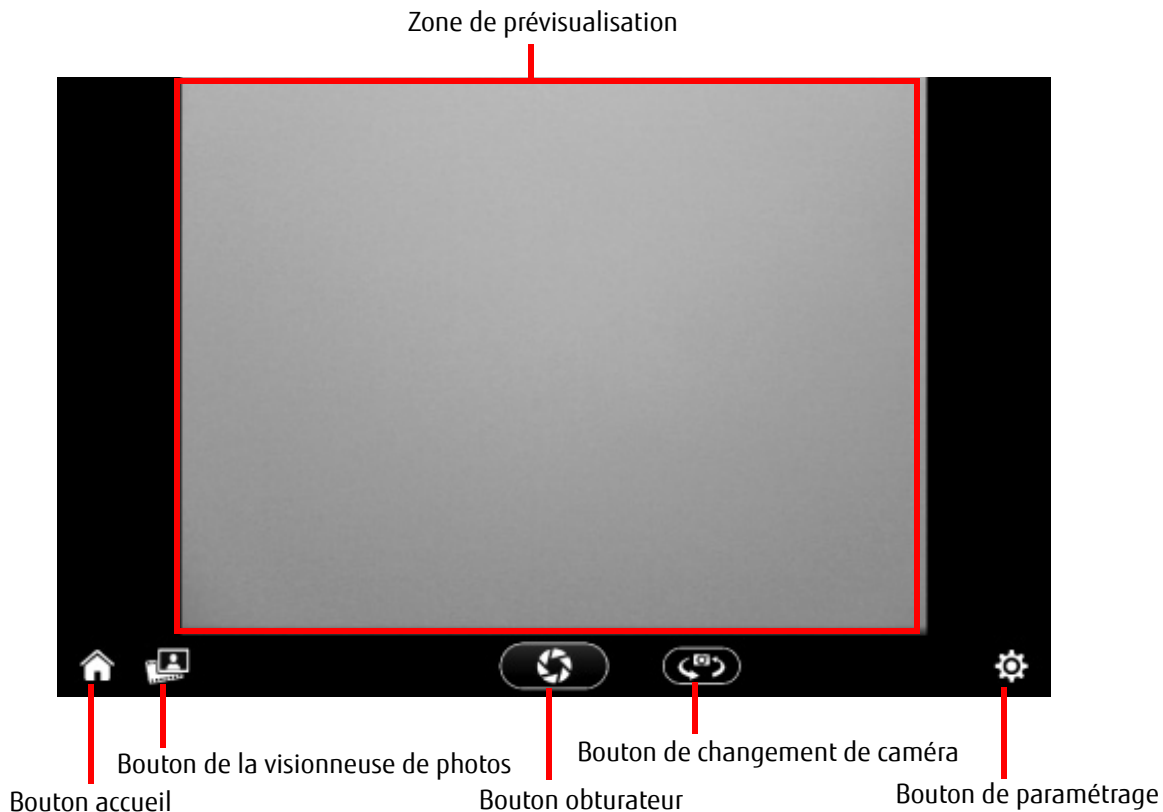 Zone de prévisualisation
Bouton de la visionneuse de photos
Bouton de changement de caméra
Bouton accueil
Bouton obturateur
Bouton de paramétrage